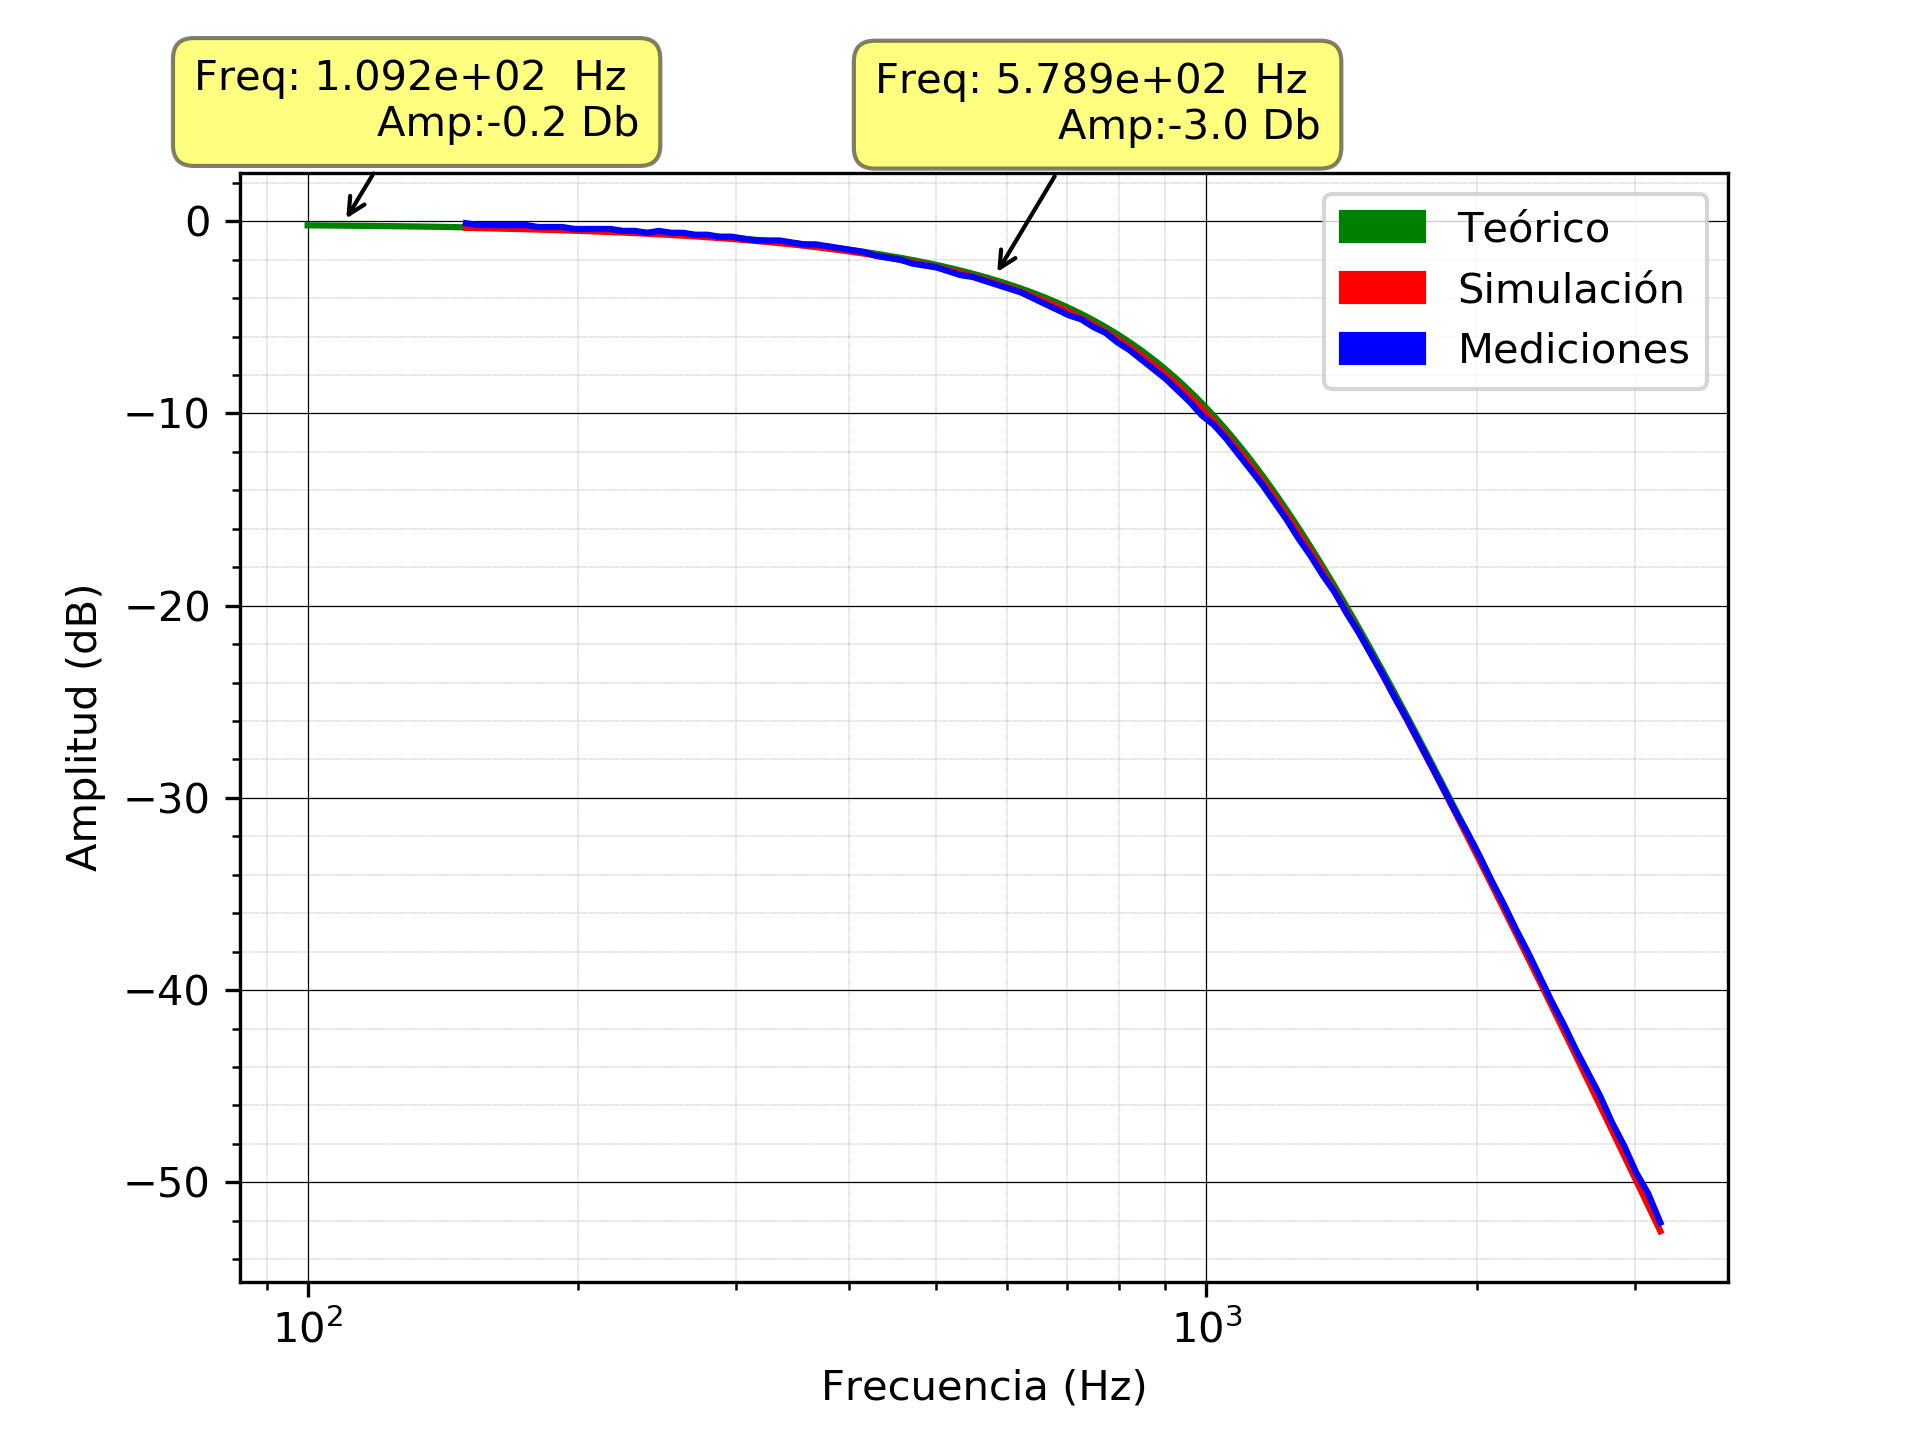 Freq: 1.092e+02  Hz
Amp:-0.2 Db
Freq: 5.789e+02  Hz
Amp:-3.0 Db
Teórico
Simulación
Mediciones
0
−10
−20
−30
−40
−50
Amplitud (dB)
10²
10³
Frecuencia (Hz)